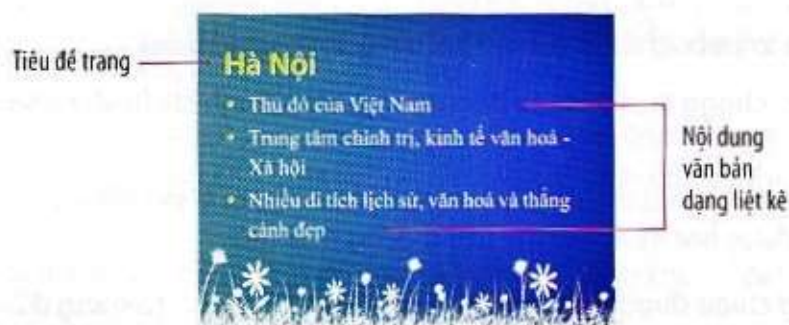 Tiêu đề trang
Hà Nội
• Thủ đô của Việt Nam
• Trung tâm chính trị, kinh tế văn hoá -
Xã hội
• Nhiều di tích lịch sử, văn hoá và thắng
cảnh đẹp
Nội dung
văn bản
dạng liệt kê